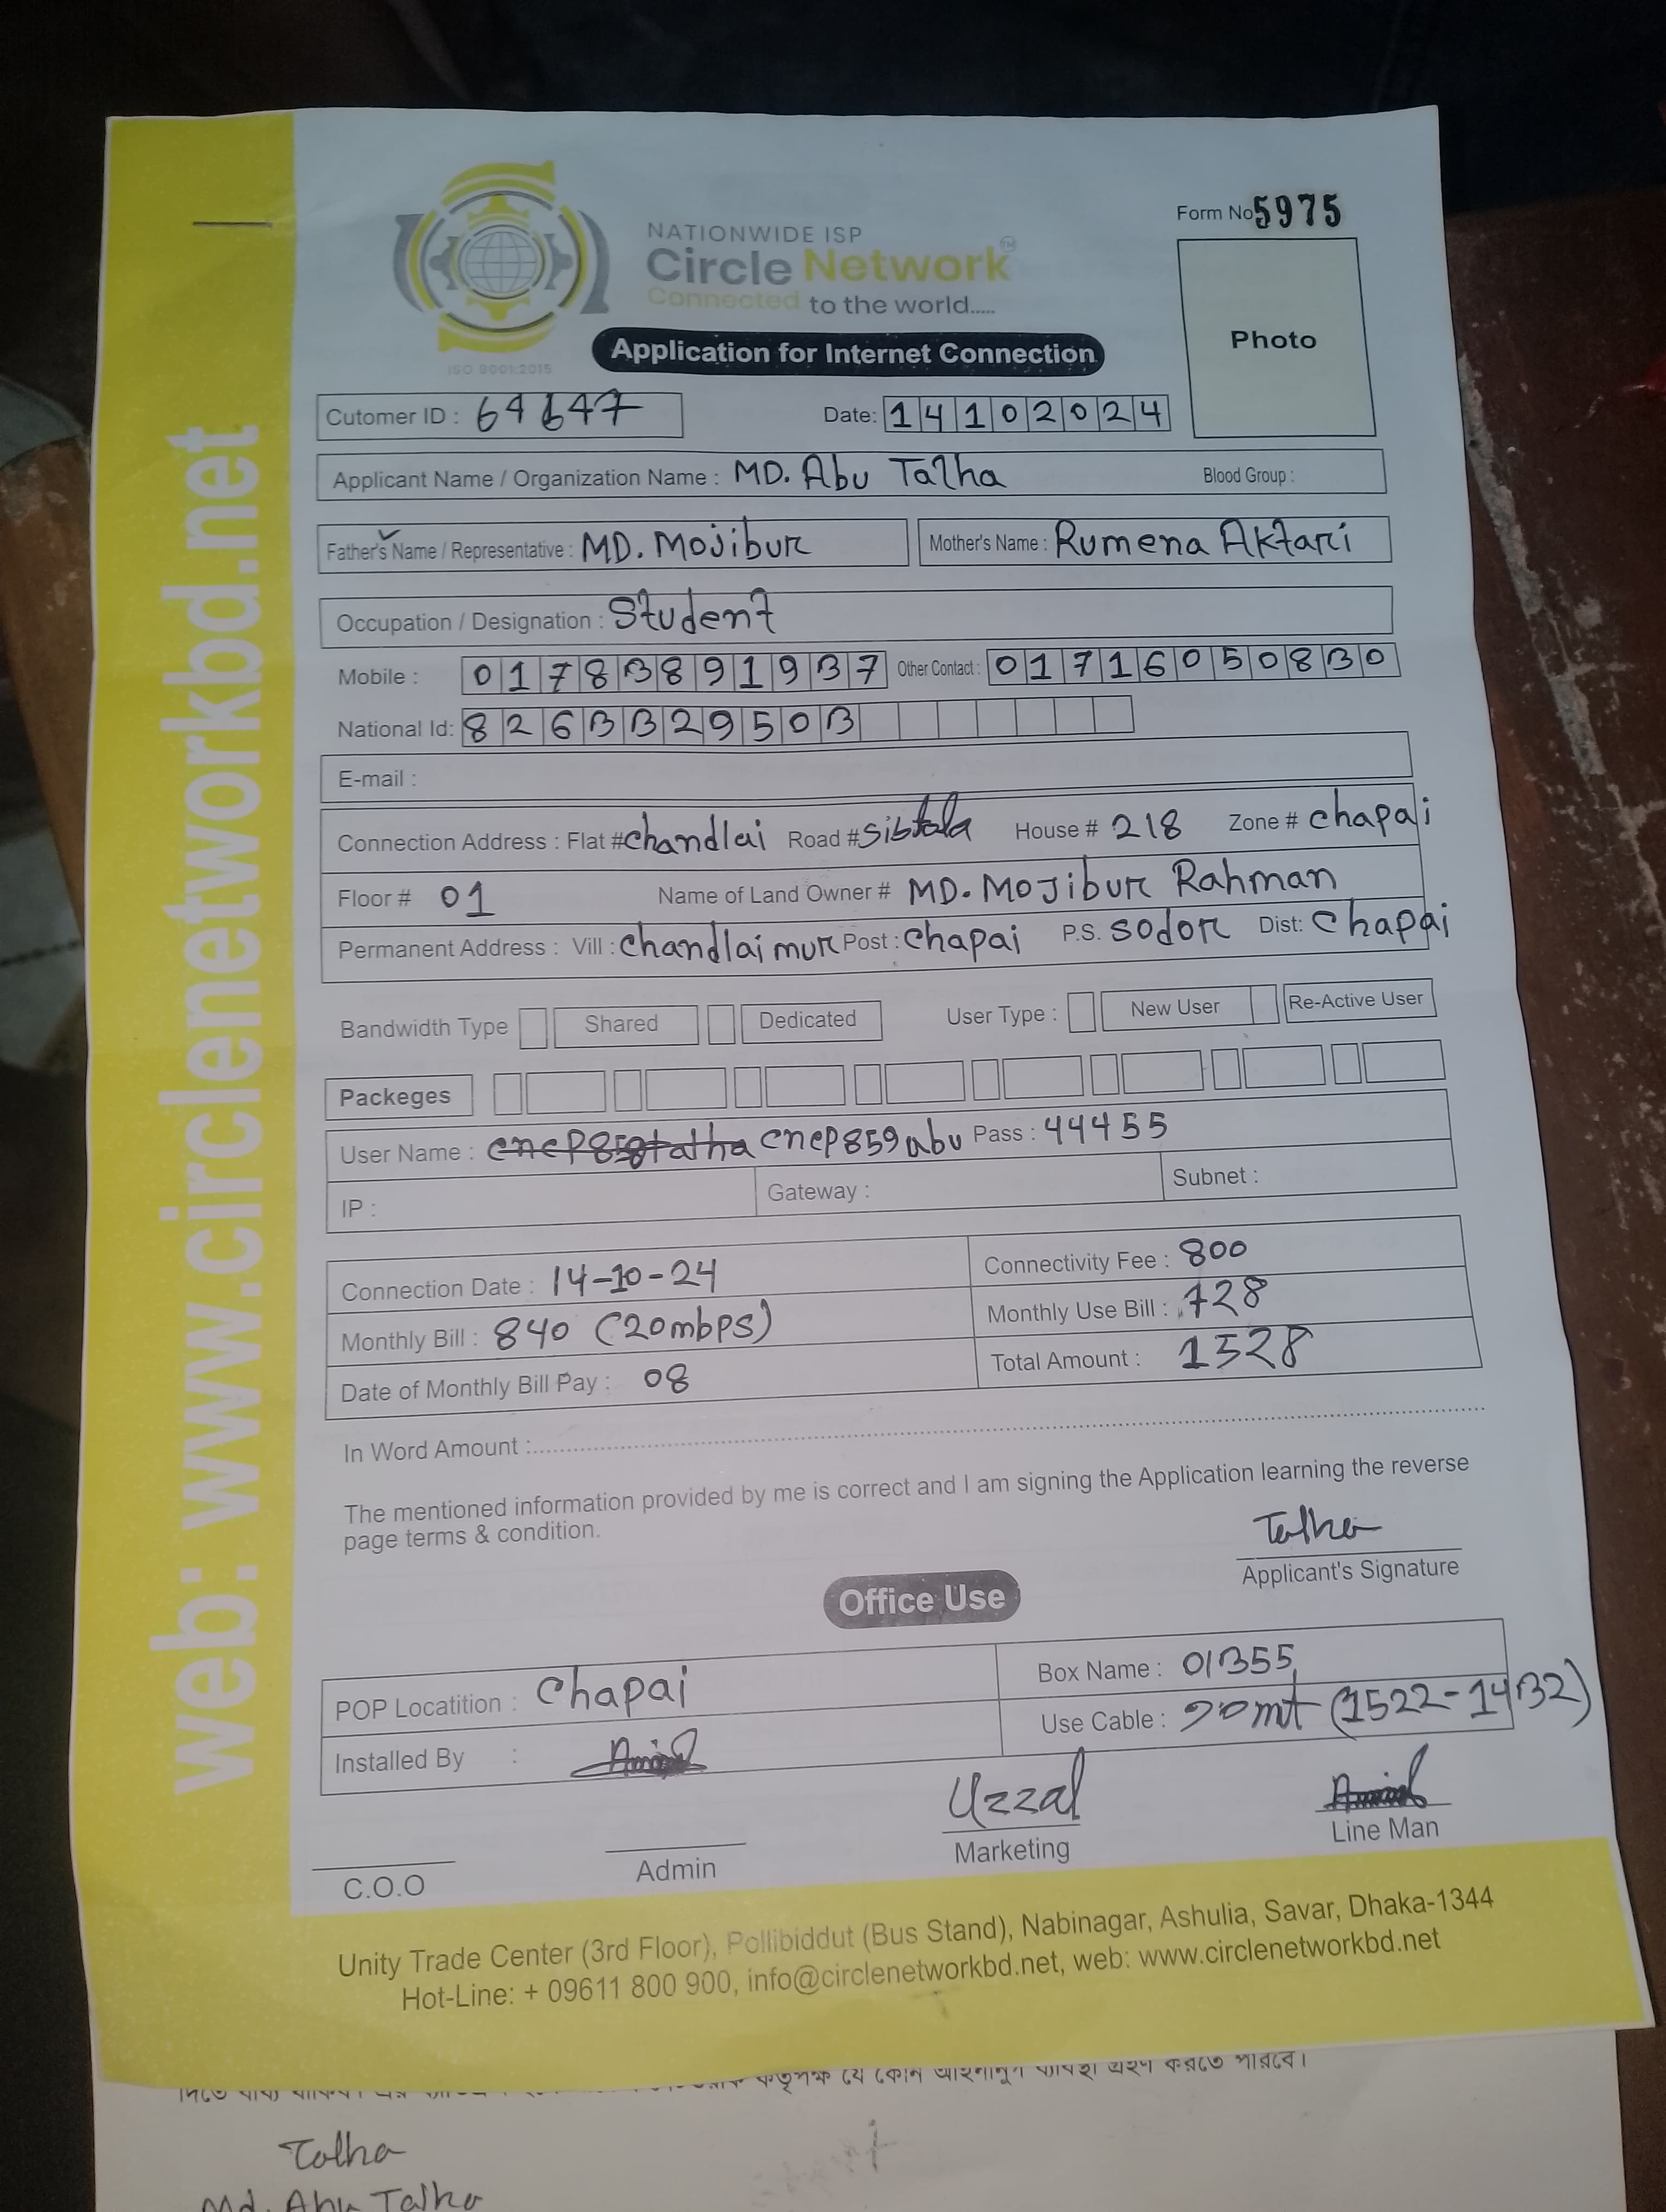 web: www.circlenetworkbd.net
Form No 5975
NATIONWIDE ISP
Circle Network TM
Connected to the world.....
ISO 9001:2015
Photo
Application for Internet Connection
Cutomer ID : 64647 Date: 14102024
Applicant Name / Organization Name : MD. Abu Talha Blood Group :
Father's Name / Representative : MD. Mojibur Mother's Name : Rumena Aktari
Occupation / Designation : Student
Mobile : 01783891937 Other Contact : 01716050830
National Id: 8263329503
E-mail :
Connection Address : Flat # Chandlai Road # Sibtala House # 218 Zone # Chapai
Floor # 01 Name of Land Owner # MD. Mojibur Rahman
Permanent Address : Vill : Chandlai mur Post : Chapai P.S. Sodor Dist: Chapai
Bandwidth Type Shared Dedicated User Type : New User Re-Active User
Packeges
User Name : cncp859abu Pass : 44455
IP : Gateway : Subnet :
Connection Date : 14-10-24 Connectivity Fee : 800
Monthly Bill : 840 (20mbps) Monthly Use Bill : 728
Date of Monthly Bill Pay : 08 Total Amount : 1528
In Word Amount :
The mentioned information provided by me is correct and I am signing the Application learning the reverse
page terms & condition.
Talha
Applicant's Signature
Office Use
POP Locatition : Chapai Box Name : 01355
Installed By : Use Cable : 90mt (1522-1432)
Uzzal
C.O.O Admin Marketing Line Man
Unity Trade Center (3rd Floor), Pollibiddut (Bus Stand), Nabinagar, Ashulia, Savar, Dhaka-1344
Hot-Line: + 09611 800 900, info@circlenetworkbd.net, web: www.circlenetworkbd.net
কর্তৃপক্ষ যে কোন আইনানুগ ব্যবস্থা গ্রহণ করতে পারবে।
Talha
Md. Abu Talha